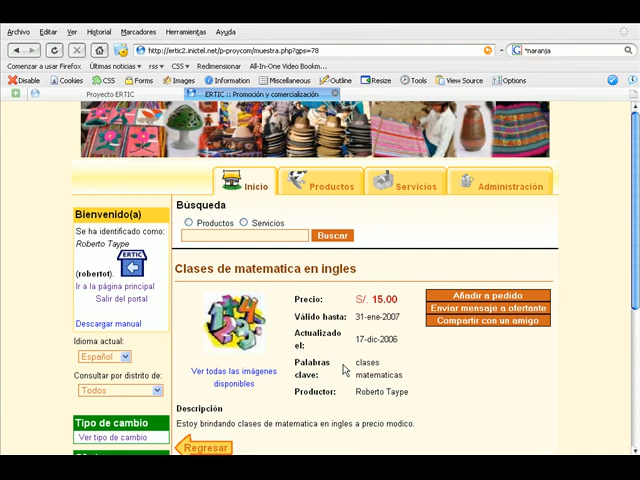 Archivo Editar Ver Historial Marcadores Herramientas Ayuda
http://ertic2.inictel.net/p-proycom/muestra.php?gps=78
*naranja
Comenzar a usar Firefox Últimas noticias rss CSS Redimensionar All-In-One Video Bookm...
Disable Cookies CSS Forms Images Information Miscellaneous Outline Resize Tools View Source Options
Proyecto ERTIC ERTIC :: Promoción y comercialización
Inicio Productos Servicios Administración
Bienvenido(a)
Se ha identificado como:
Roberto Taype
ERTIC
(robertot).
Ir a la página principal
Salir del portal
Descargar manual
Idioma actual:
Español
Consultar por distrito de:
Todos
Tipo de cambio
Ver tipo de cambio
Búsqueda
Productos Servicios
Buscar
Clases de matematica en ingles
Ver todas las imágenes
disponibles
Precio: S/. 15.00
Válido hasta: 31-ene-2007
Actualizado
el: 17-dic-2006
Palabras clases
clave: matematicas
Productor: Roberto Taype
Añadir a pedido
Enviar mensaje a ofertante
Compartir con un amigo
Descripción
Estoy brindando clases de matematica en ingles a precio modico.
Regresar